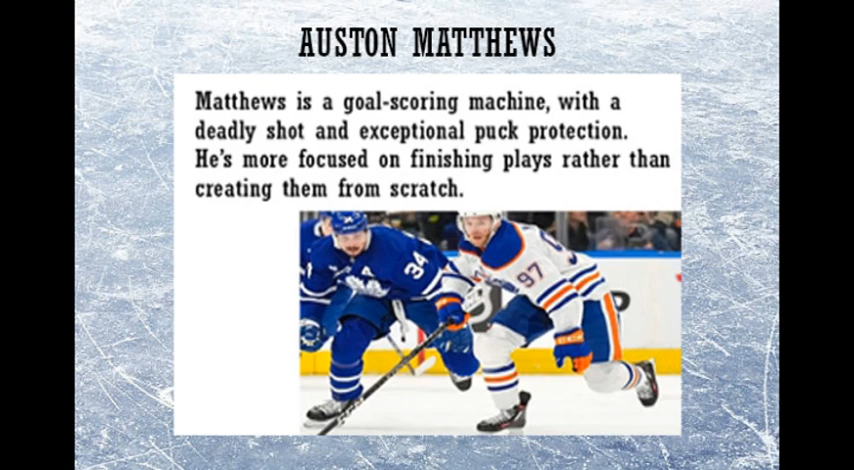 AUSTON MATTHEWS
Matthews is a goal-scoring machine, with a
deadly shot and exceptional puck protection.
He's more focused on finishing plays rather than
creating them from scratch.
34
97